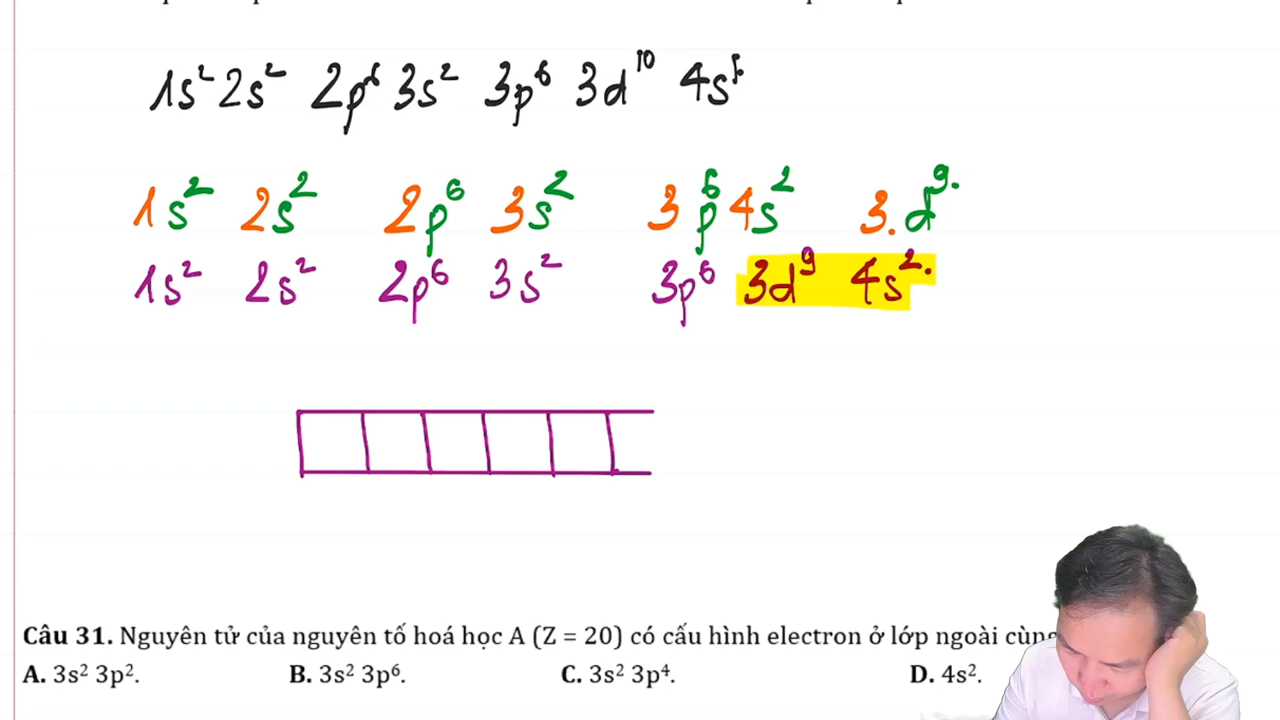 1s² 2s² 2p⁶ 3s² 3p⁶ 3d¹⁰ 4s¹
1s² 2s² 2p⁶ 3s² 3p⁶ 4s² 3.d⁹.
1s² 2s² 2p⁶ 3s² 3p⁶ 3d⁹ 4s².
Câu 31. Nguyên tử của nguyên tố hoá học A (Z = 20) có cấu hình electron ở lớp ngoài
A. 3s² 3p². B. 3s² 3p⁶. C. 3s² 3p⁴. D. 4s².